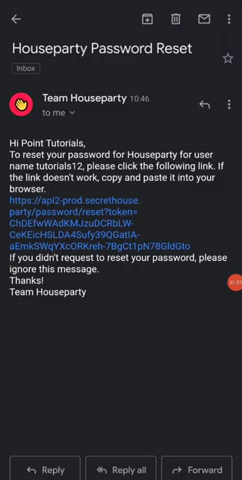 Houseparty Password Reset
Inbox
Team Houseparty 10:46
to me
Hi Point Tutorials,
To reset your password for Houseparty for user
name tutorials12, please click the following link. If
the link doesn't work, copy and paste it into your
browser.
https://api2-prod.secrethouse.
party/password/reset?token=
ChDEfwWAdKMJzuDCRbLW-
CeKEicHSLDA4Sufy39QGatIA-
aEmkSWqYXcORKreh-7BgCt1pN78GldGto
If you didn't request to reset your password, please
ignore this message.
Thanks!
Team Houseparty
Reply
Reply all
Forward